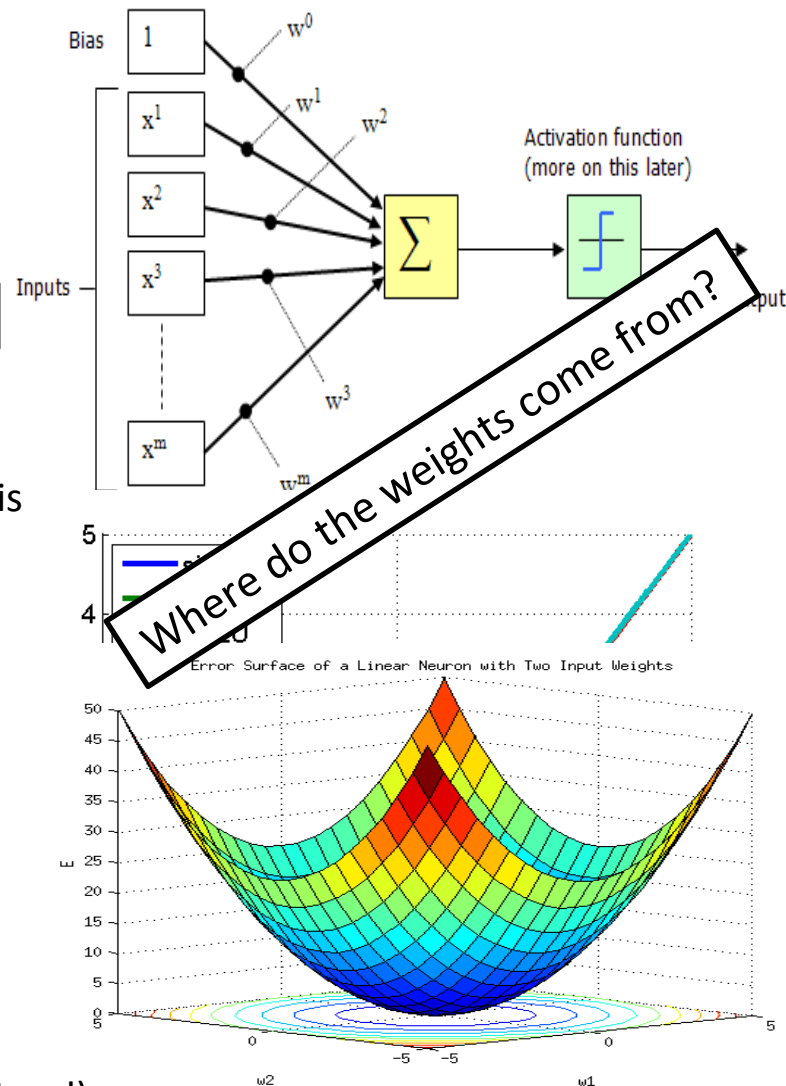 Bias
1
w⁰
x¹
w¹
x²
w²
Activation function
(more on this later)
∑
Inputs
x³
w³
xᵐ
wᵐ
is
Where do the weights come from?
5
4
Error Surface of a Linear Neuron with Two Input Weights
50
45
40
35
30
25
20
15
10
5
0
E
5
0
-5
w2
-5
0
5
w1